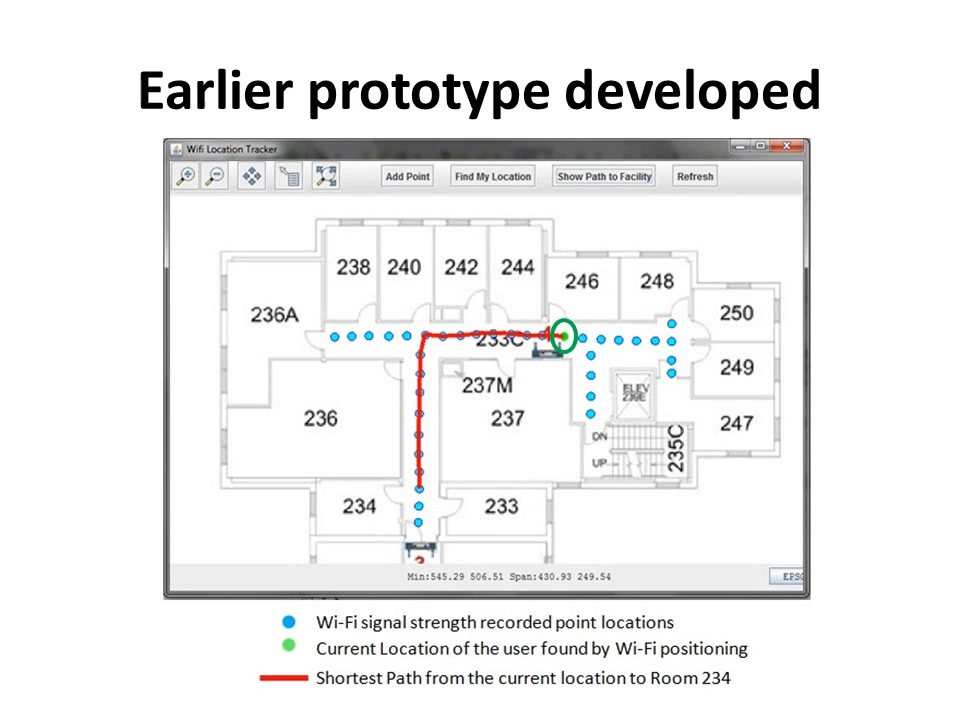 Earlier prototype developed
Wifi Location Tracker
Add Point Find My Location Show Path to Facility Refresh
238 240 242 244
246 248
236A
250
233C
249
237M
ELEV
236 237
247
DN
235C
UP
234 233
Min:545.29 506.51 Span:430.93 249.54
EPSG
Wi-Fi signal strength recorded point locations
Current Location of the user found by Wi-Fi positioning
Shortest Path from the current location to Room 234